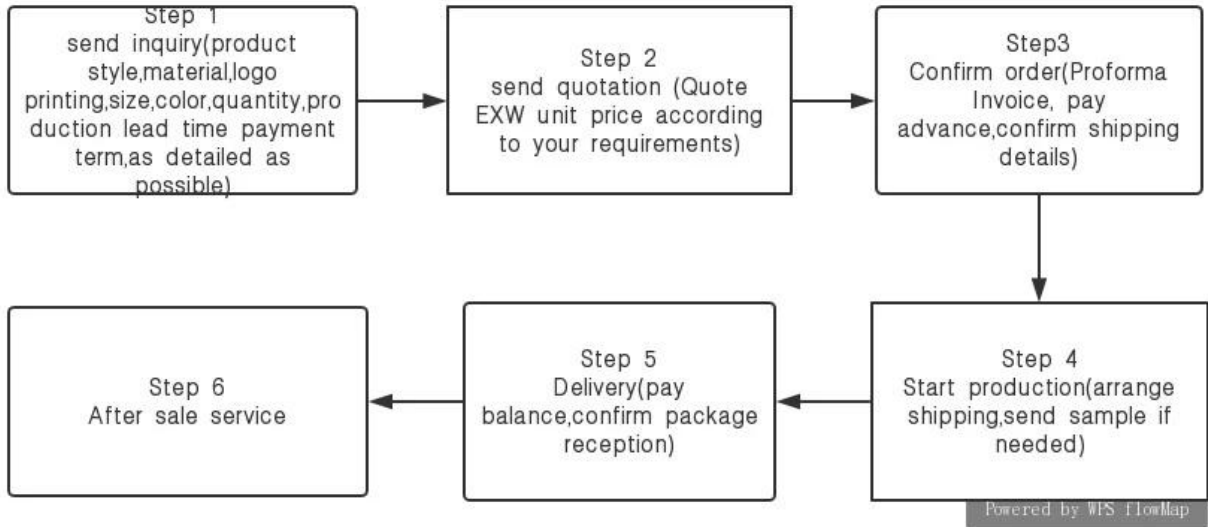 Step 1
send inquiry(product
style,material,logo
printing,size,color,quantity,pro
duction lead time payment
term,as detailed as
possible)
Step 2
send quotation (Quote
EXW unit price according
to your requirements)
Step3
Confirm order(Proforma
Invoice, pay
advance,confirm shipping
details)
Step 4
Start production(arrange
shipping,send sample if
needed)
Step 5
Delivery(pay
balance,confirm package
reception)
Step 6
After sale service
Powered by WPS flowMap